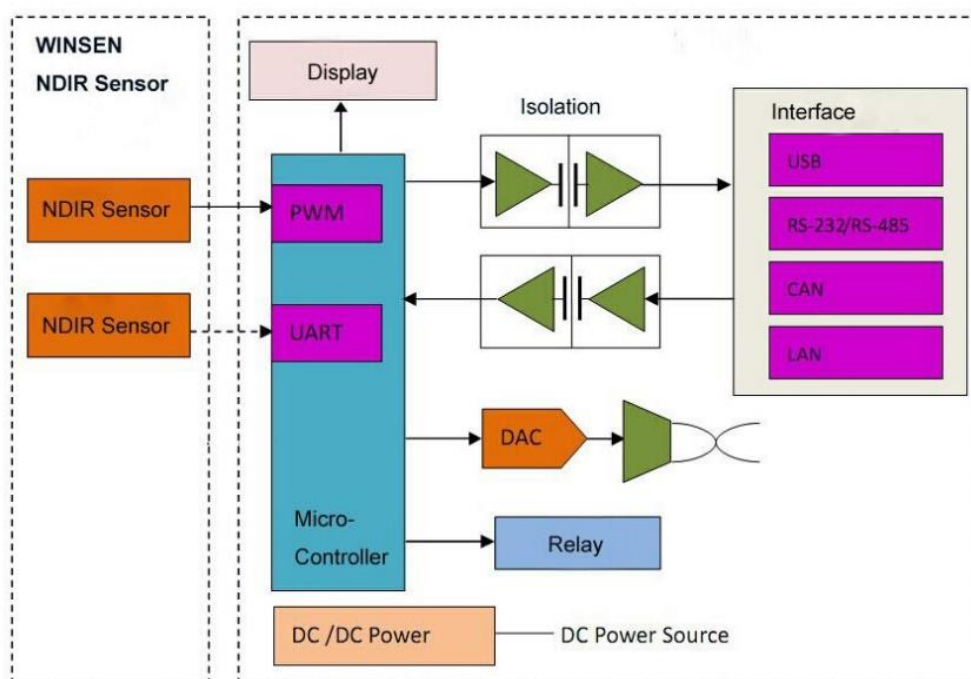 WINSEN
NDIR Sensor
Display
Isolation
Interface
USB
NDIR Sensor
PWM
RS-232/RS-485
CAN
NDIR Sensor
UART
LAN
DAC
Micro-
Controller
Relay
DC /DC Power
DC Power Source